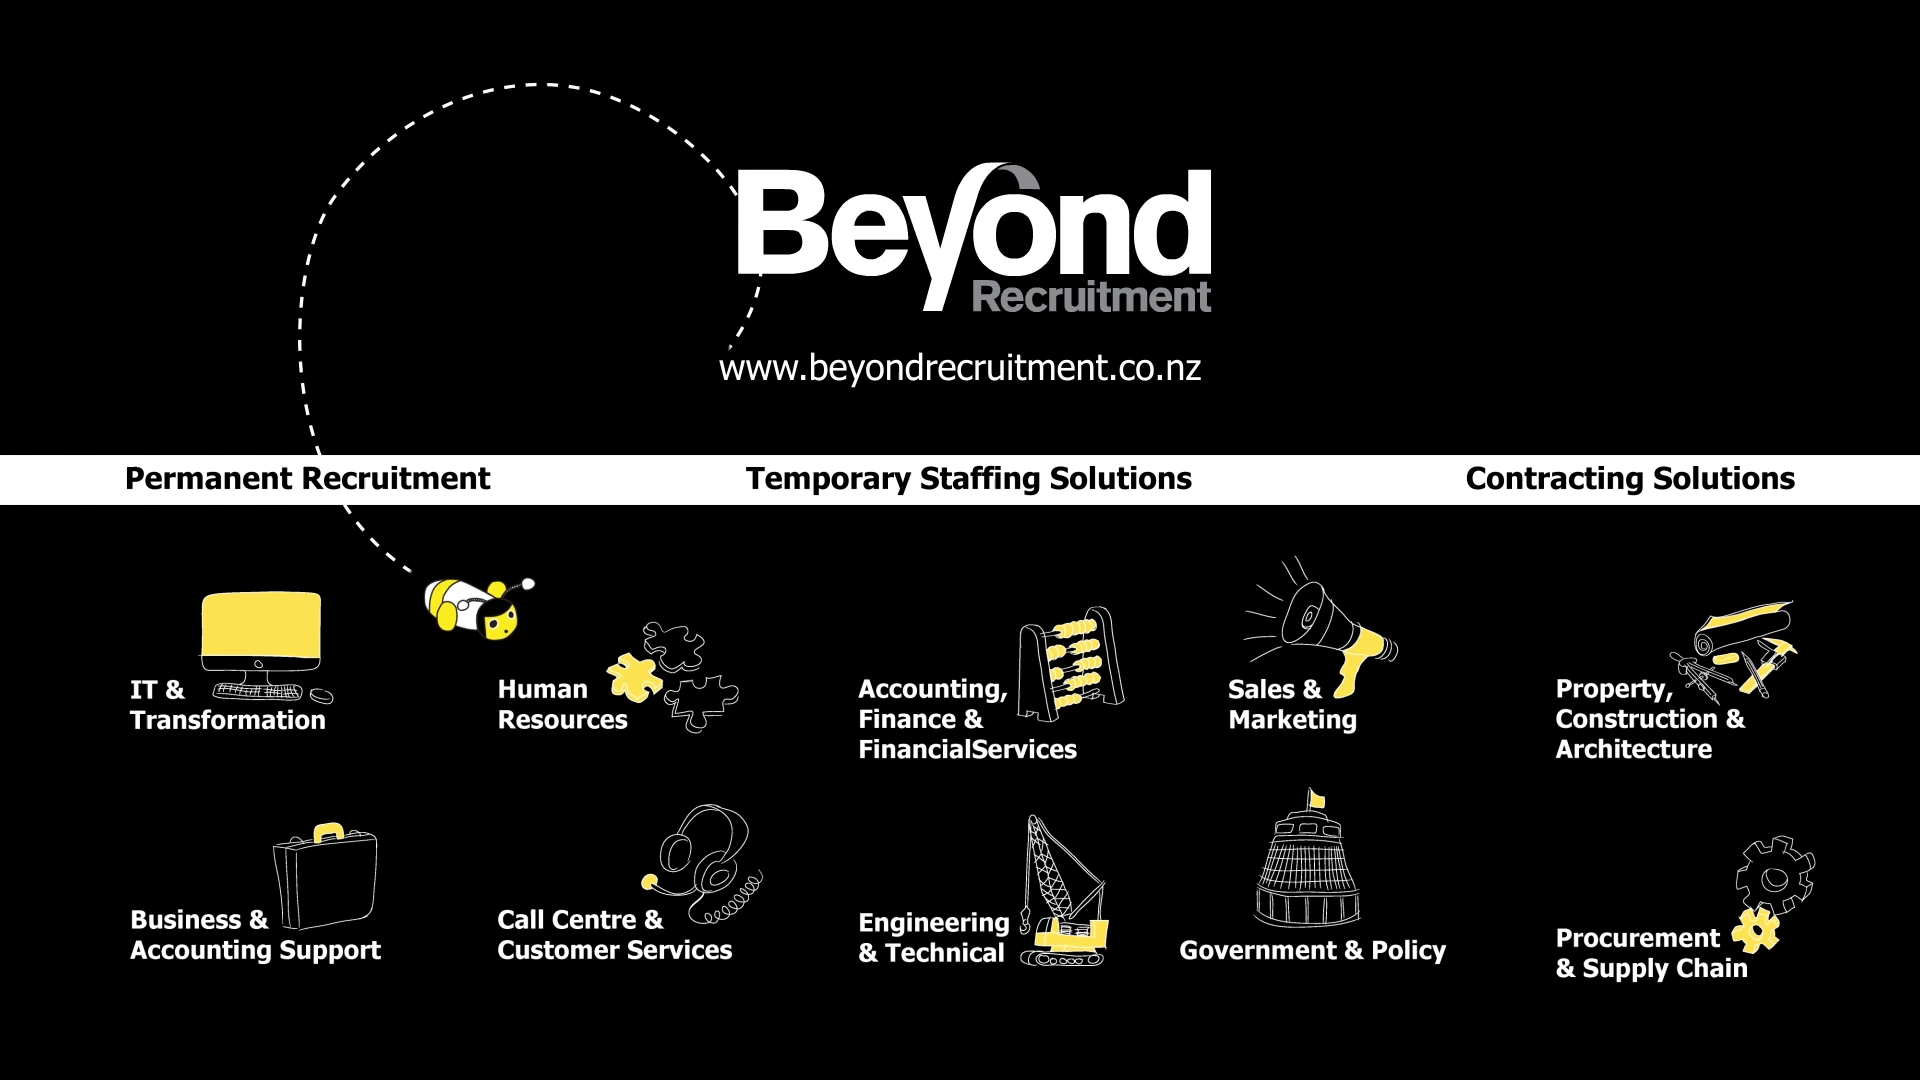 Beyond
Recruitment
www.beyondrecruitment.co.nz
Permanent Recruitment
Temporary Staffing Solutions
Contracting Solutions
IT &
Transformation
Human
Resources
Accounting,
Finance &
FinancialServices
Sales &
Marketing
Property,
Construction &
Architecture
Business &
Accounting Support
Call Centre &
Customer Services
Engineering
& Technical
Government & Policy
Procurement
& Supply Chain